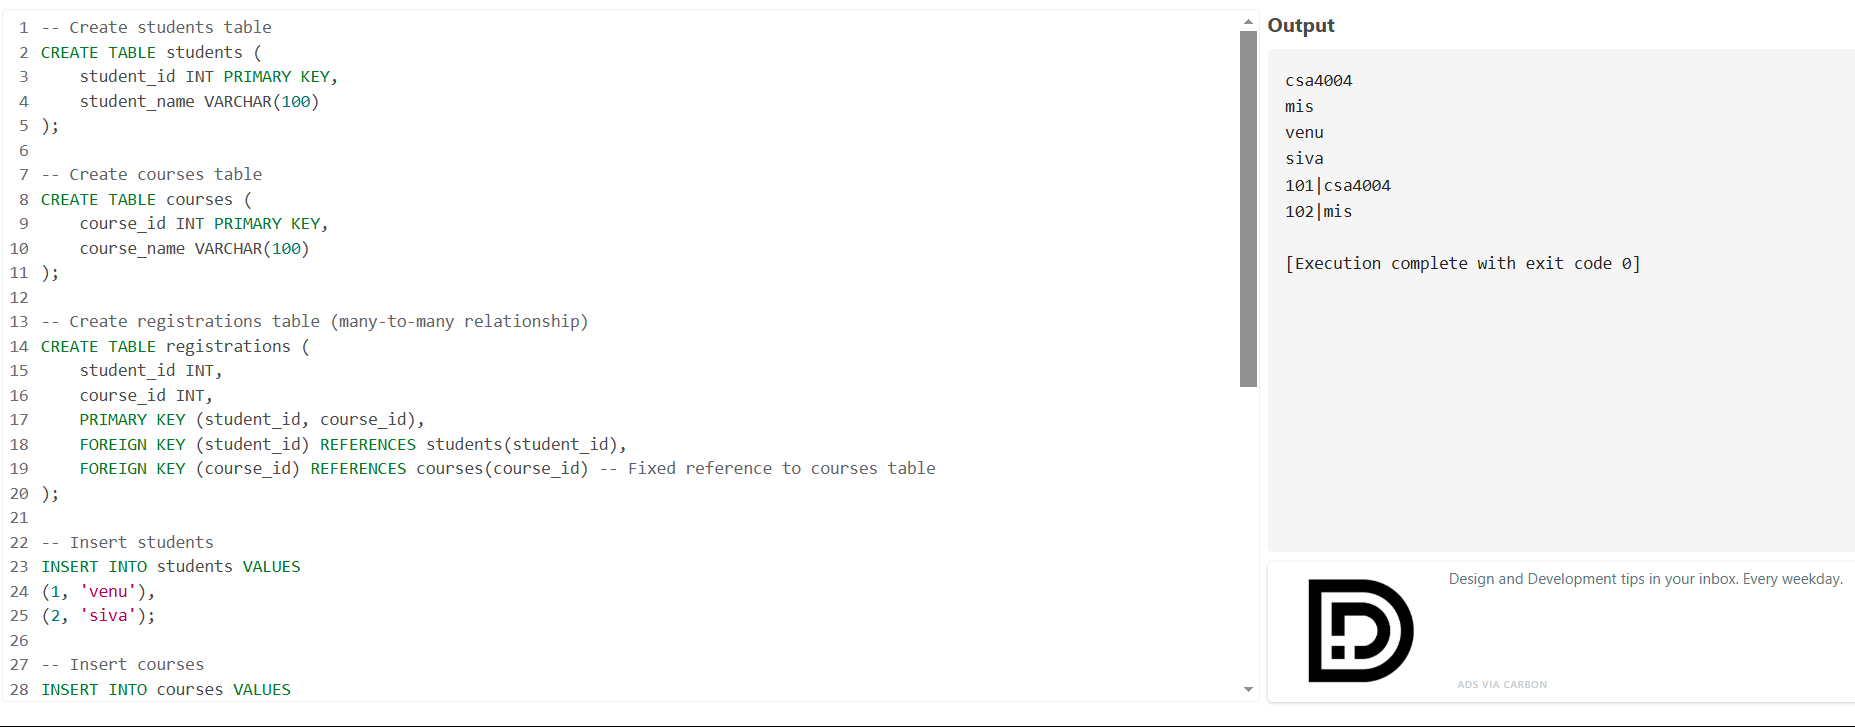 1 -- Create students table
2 CREATE TABLE students (
3     student_id INT PRIMARY KEY,
4     student_name VARCHAR(100)
5 );
6
7 -- Create courses table
8 CREATE TABLE courses (
9     course_id INT PRIMARY KEY,
10     course_name VARCHAR(100)
11 );
12
13 -- Create registrations table (many-to-many relationship)
14 CREATE TABLE registrations (
15     student_id INT,
16     course_id INT,
17     PRIMARY KEY (student_id, course_id),
18     FOREIGN KEY (student_id) REFERENCES students(student_id),
19     FOREIGN KEY (course_id) REFERENCES courses(course_id) -- Fixed reference to courses table
20 );
21
22 -- Insert students
23 INSERT INTO students VALUES
24 (1, 'venu'),
25 (2, 'siva');
26
27 -- Insert courses
28 INSERT INTO courses VALUES
Output
csa4004
mis
venu
siva
101|csa4004
102|mis
[Execution complete with exit code 0]
Design and Development tips in your inbox. Every weekday.
ADS VIA CARBON